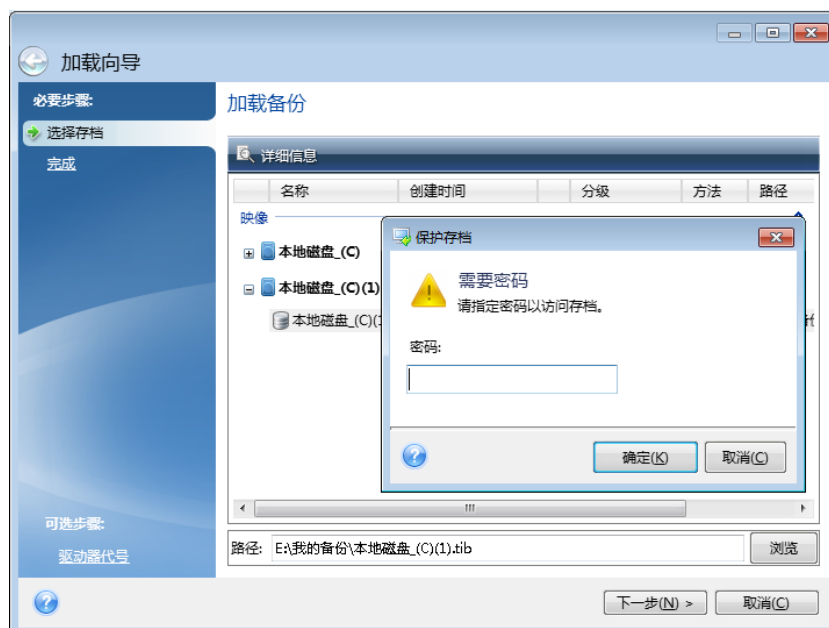 加载向导
必要步骤:
选择存档
完成
可选步骤:
驱动器代号
加载备份
详细信息
名称 创建时间 分级 方法 路径
映像
本地磁盘_(C)
本地磁盘_(C)(1)
本地磁盘_(C)(1
保护存档
需要密码
请指定密码以访问存档。
密码:
确定(K) 取消(C)
路径: E:\我的备份\本地磁盘_(C)(1).tib 浏览
下一步(N) > 取消(C)